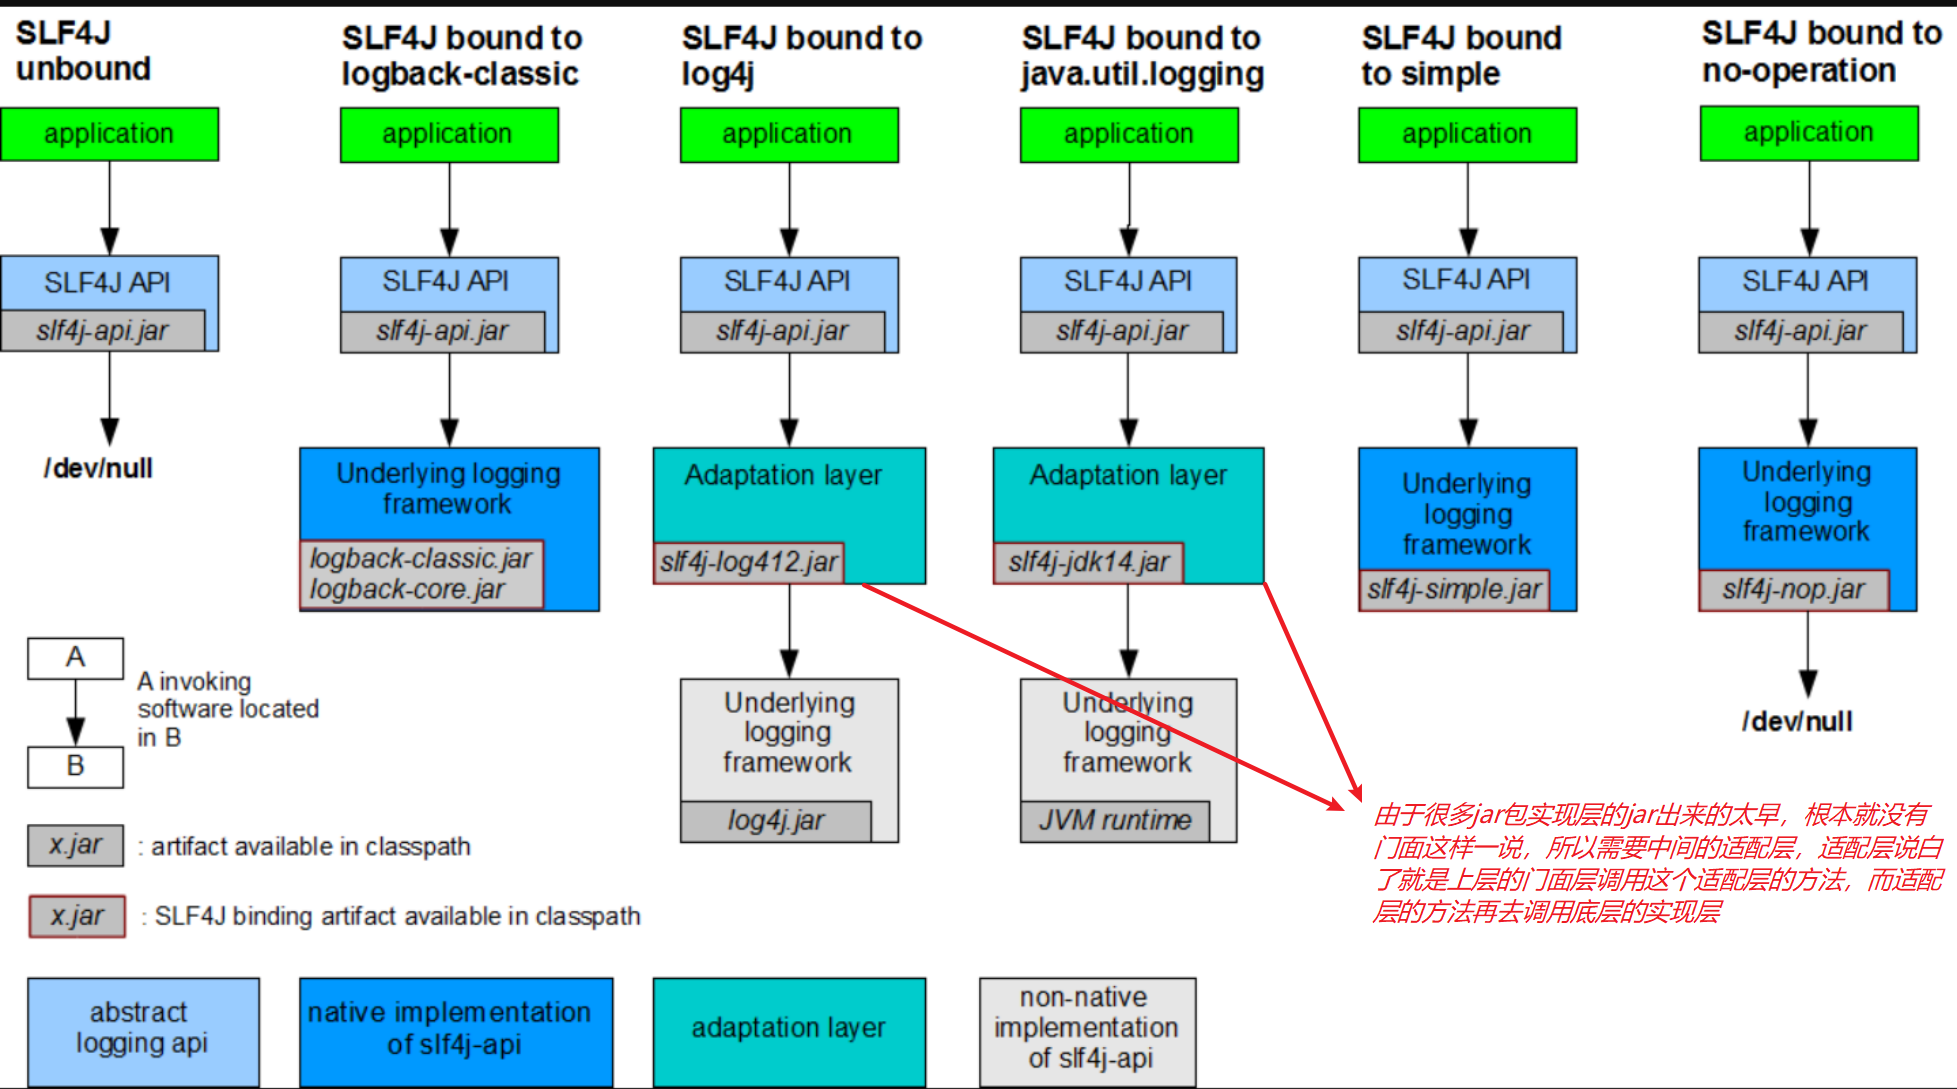 SLF4J
unbound
application
SLF4J API
slf4j-api.jar
/dev/null
SLF4J bound to
logback-classic
application
SLF4J API
slf4j-api.jar
Underlying logging
framework
logback-classic.jar
logback-core.jar
SLF4J bound to
log4j
application
SLF4J API
slf4j-api.jar
Adaptation layer
slf4j-log412.jar
Underlying
logging
framework
log4j.jar
SLF4J bound to
java.util.logging
application
SLF4J API
slf4j-api.jar
Adaptation layer
slf4j-jdk14.jar
Underlying
logging
framework
JVM runtime
SLF4J bound
to simple
application
SLF4J API
slf4j-api.jar
Underlying
logging
framework
slf4j-simple.jar
SLF4J bound to
no-operation
application
SLF4J API
slf4j-api.jar
Underlying
logging
framework
slf4j-nop.jar
/dev/null
由于很多jar包实现层的jar出来的太早，根本就没有
门面这样一说，所以需要中间的适配层，适配层说白
了就是上层的门面层调用这个适配层的方法，而适配
层的方法再去调用底层的实现层
A
B
A invoking
software located
in B
x.jar
: artifact available in classpath
x.jar
: SLF4J binding artifact available in classpath
abstract
logging api
native implementation
of slf4j-api
adaptation layer
non-native
implementation
of slf4j-api